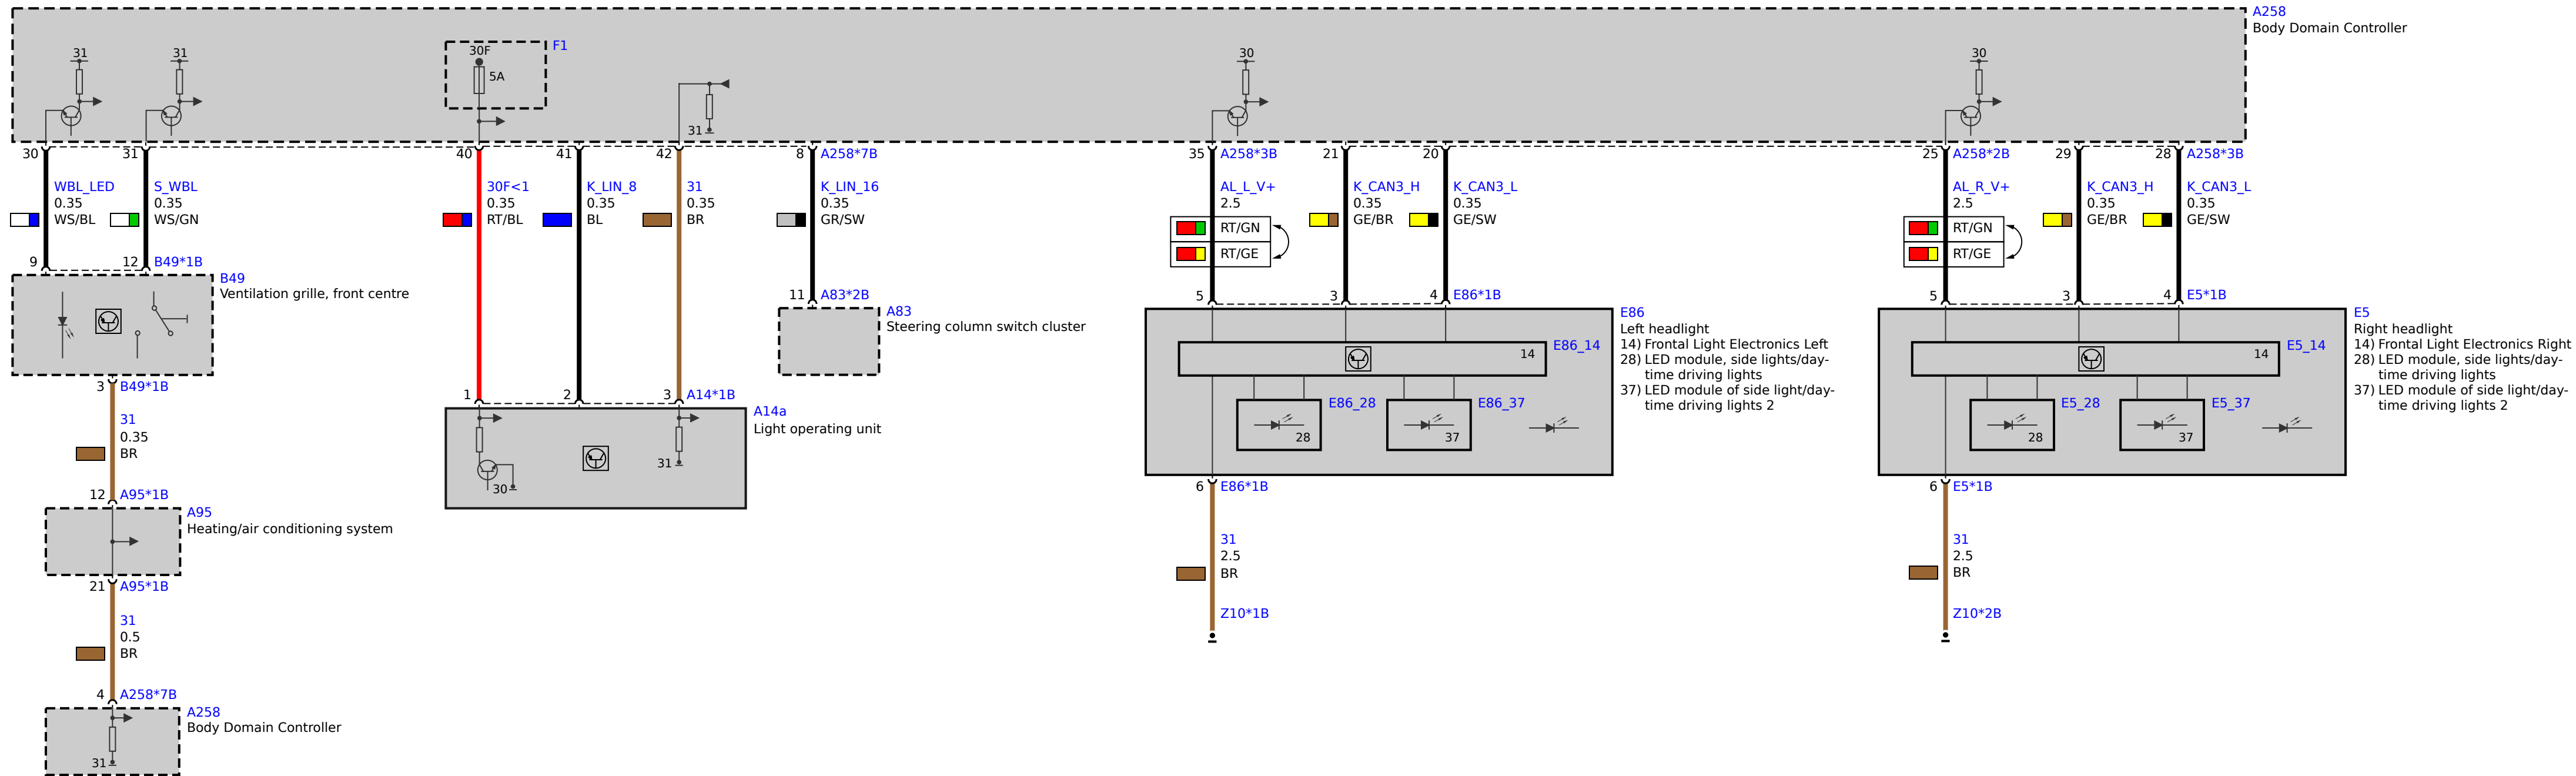 A258
Body Domain Controller
F1
30F
5A
31
31
31
30
30
30
31
40
41
42
8
A258*7B
35
A258*3B
21
20
25
A258*2B
29
28
A258*3B
WBL_LED
0.35
WS/BL
S_WBL
0.35
WS/GN
30F<1
0.35
RT/BL
K_LIN_8
0.35
BL
31
0.35
BR
K_LIN_16
0.35
GR/SW
AL_L_V+
2.5
RT/GN
RT/GE
K_CAN3_H
0.35
GE/BR
K_CAN3_L
0.35
GE/SW
AL_R_V+
2.5
RT/GN
RT/GE
K_CAN3_H
0.35
GE/BR
K_CAN3_L
0.35
GE/SW
9
12
B49*1B
B49
Ventilation grille, front centre
3
B49*1B
31
0.35
BR
12
A95*1B
A95
Heating/air conditioning system
21
A95*1B
31
0.5
BR
4
A258*7B
A258
Body Domain Controller
31
1
2
3
A14*1B
A14a
Light operating unit
30
31
11
A83*2B
A83
Steering column switch cluster
5
3
4
E86*1B
E86
Left headlight
14) Frontal Light Electronics Left
28) LED module, side lights/day-
time driving lights
37) LED module of side light/day-
time driving lights 2
14
E86_14
E86_28
28
E86_37
37
6
E86*1B
31
2.5
BR
Z10*1B
5
3
4
E5*1B
E5
Right headlight
14) Frontal Light Electronics Right
28) LED module, side lights/day-
time driving lights
37) LED module of side light/day-
time driving lights 2
14
E5_14
E5_28
28
E5_37
37
6
E5*1B
31
2.5
BR
Z10*2B